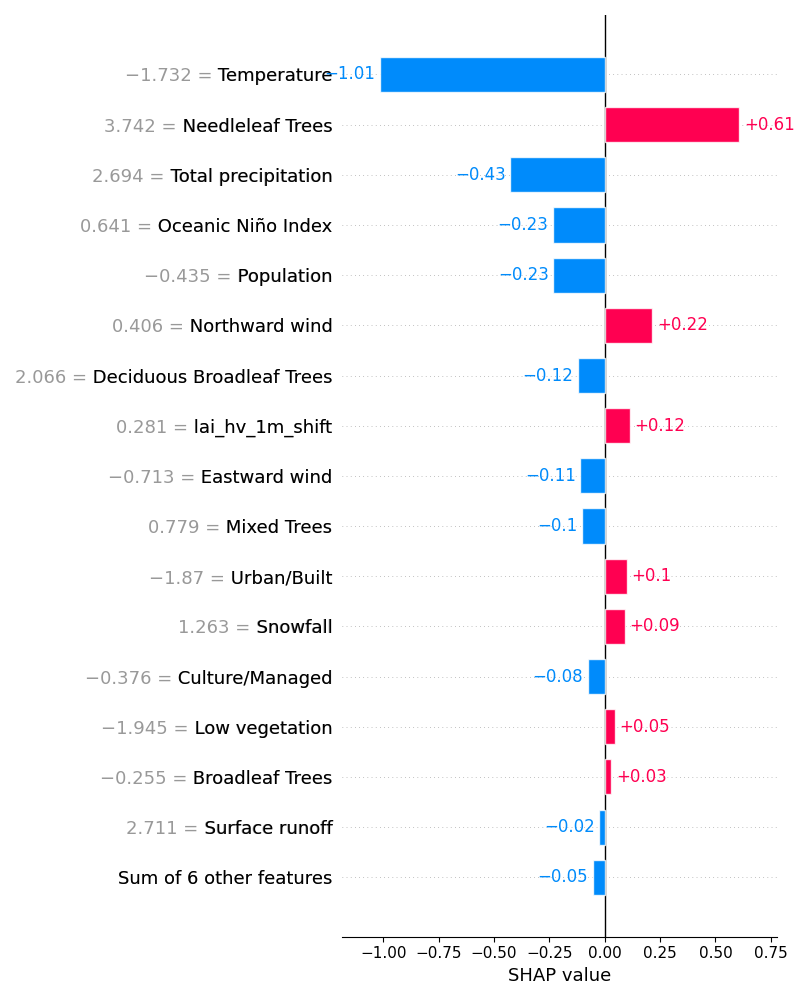 −1.732 = Temperature −1.01
3.742 = Needleleaf Trees +0.61
2.694 = Total precipitation −0.43
0.641 = Oceanic Niño Index −0.23
−0.435 = Population −0.23
0.406 = Northward wind +0.22
2.066 = Deciduous Broadleaf Trees −0.12
0.281 = lai_hv_1m_shift +0.12
−0.713 = Eastward wind −0.11
0.779 = Mixed Trees −0.1
−1.87 = Urban/Built +0.1
1.263 = Snowfall +0.09
−0.376 = Culture/Managed −0.08
−1.945 = Low vegetation +0.05
−0.255 = Broadleaf Trees +0.03
2.711 = Surface runoff −0.02
Sum of 6 other features −0.05
−1.00 −0.75 −0.50 −0.25 0.00 0.25 0.50 0.75
SHAP value